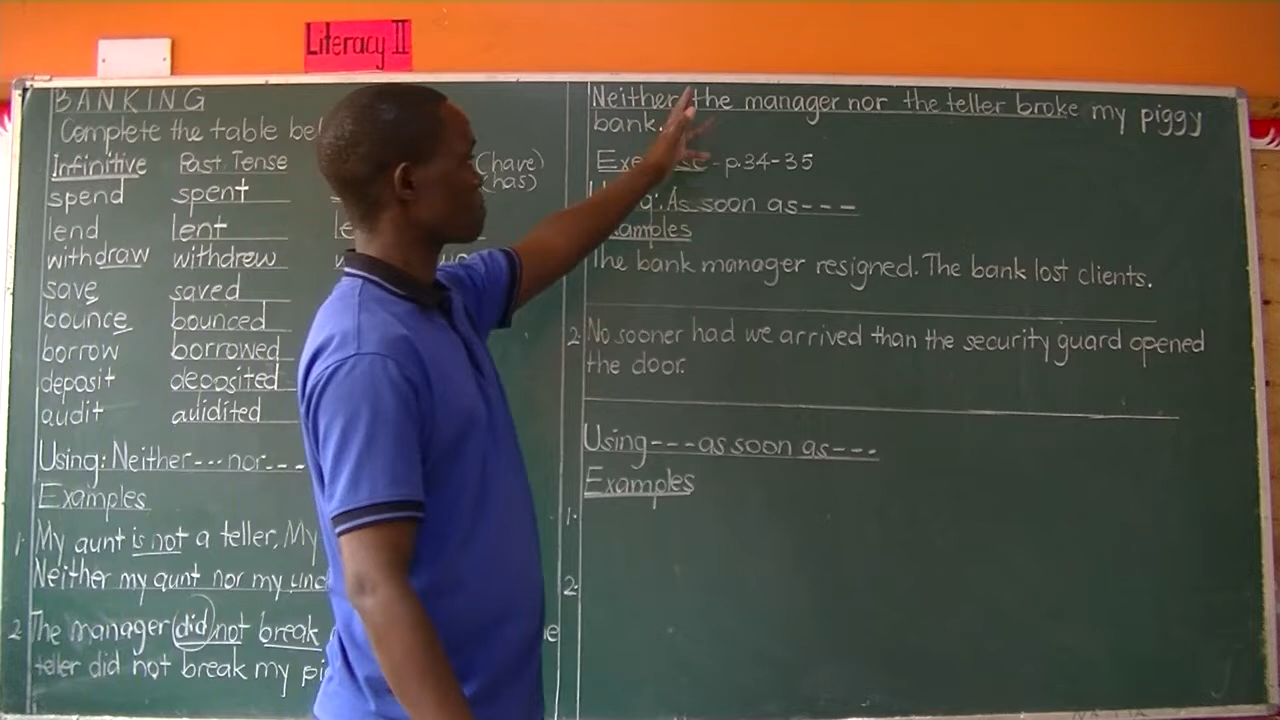 Literacy II
BANKING
Complete the table
Infinitive Past Tense (have)
(has)
spend spent
lend lent
withdraw withdrew
save saved
bounce bounced
borrow borrowed
deposit deposited
audit auidited
Using: Neither --- nor ---
Examples
1. My aunt is not a teller, My
Neither my aunt nor my
2. The manager did not break
teller did not break my
Neither the manager nor the teller broke my piggy
bank.
- p.34-35
As soon as - - -
Examples
The bank manager resigned. The bank lost clients.
2. No sooner had we arrived than the security guard opened
the door.
Using - - - as soon as - - -
Examples
1.
2.